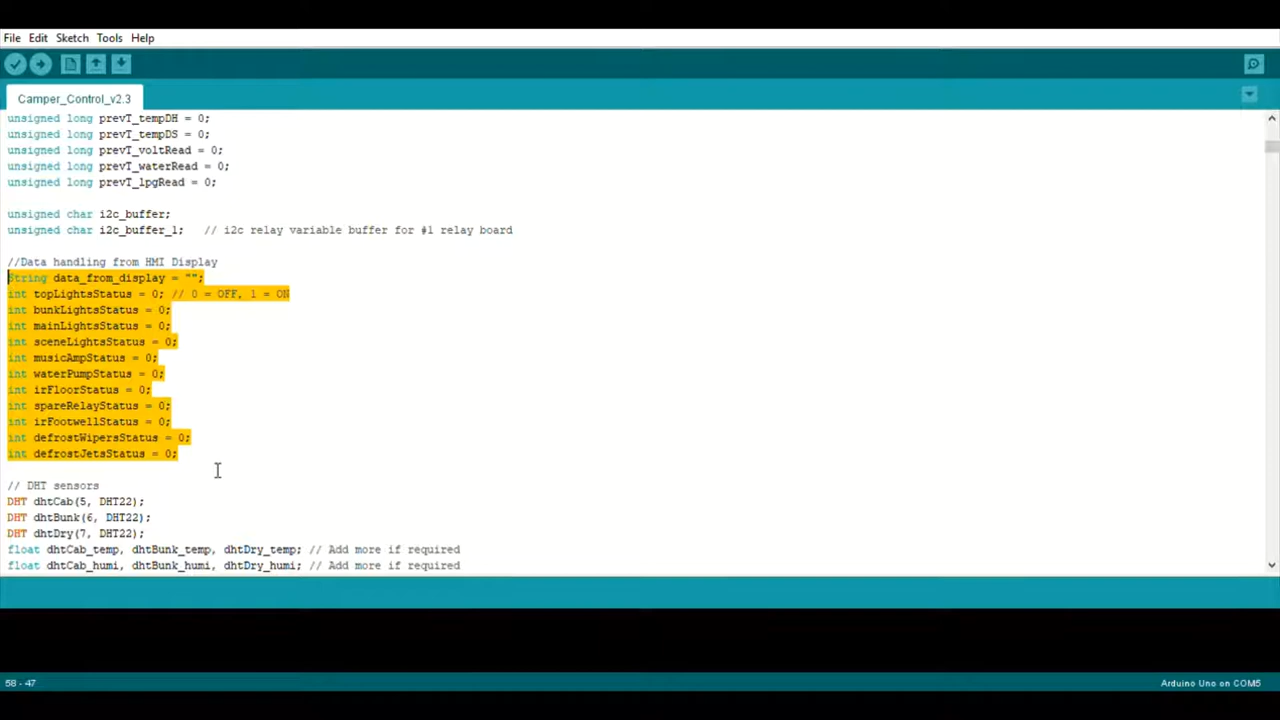 File Edit Sketch Tools Help
Camper_Control_v2.3
unsigned long prevT_tempDH = 0;
unsigned long prevT_tempDS = 0;
unsigned long prevT_voltRead = 0;
unsigned long prevT_waterRead = 0;
unsigned long prevT_lpgRead = 0;
unsigned char i2c_buffer;
unsigned char i2c_buffer_1; // i2c relay variable buffer for #1 relay board
//Data handling from HMI Display
String data_from_display = "";
int topLightsStatus = 0; // 0 = OFF, 1 = ON
int bunkLightsStatus = 0;
int mainLightsStatus = 0;
int sceneLightsStatus = 0;
int musicAmpStatus = 0;
int waterPumpStatus = 0;
int irFloorStatus = 0;
int spareRelayStatus = 0;
int irFootwellStatus = 0;
int defrostWipersStatus = 0;
int defrostJetsStatus = 0;
// DHT sensors
DHT dhtCab(5, DHT22);
DHT dhtBunk(6, DHT22);
DHT dhtDry(7, DHT22);
float dhtCab_temp, dhtBunk_temp, dhtDry_temp; // Add more if required
float dhtCab_humi, dhtBunk_humi, dhtDry_humi; // Add more if required
58 - 47
Arduino Uno on COM5